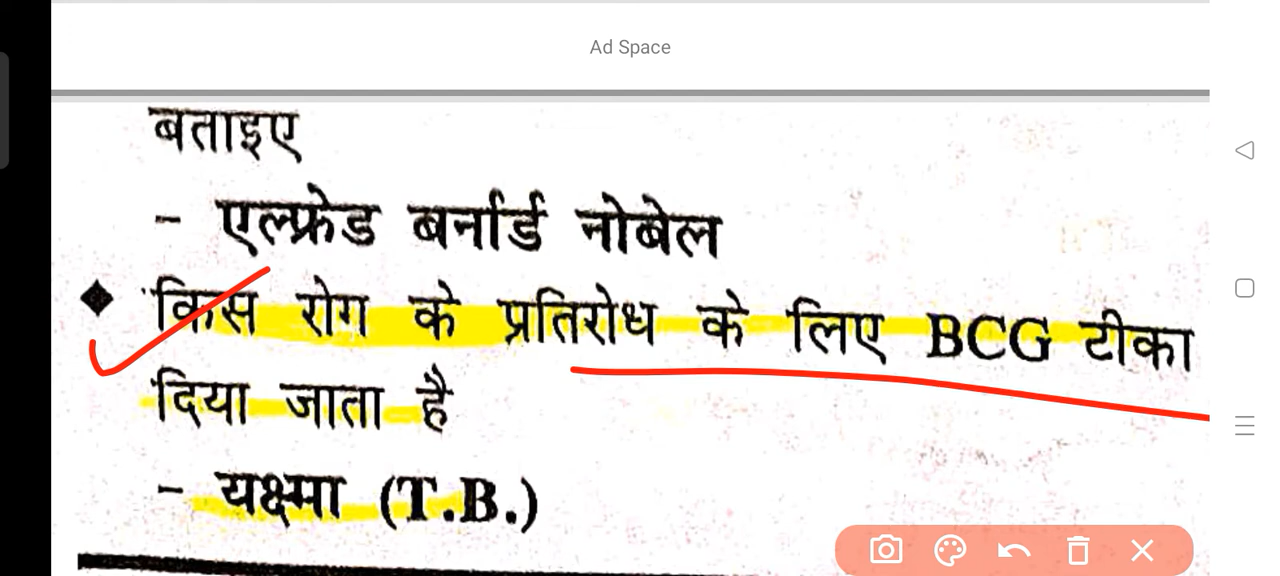 Ad Space
बताइए
– एल्फ्रेड बर्नार्ड नोबेल
◆ किस रोग के प्रतिरोध के लिए BCG टीका
दिया जाता है
– यक्ष्मा (T.B.)